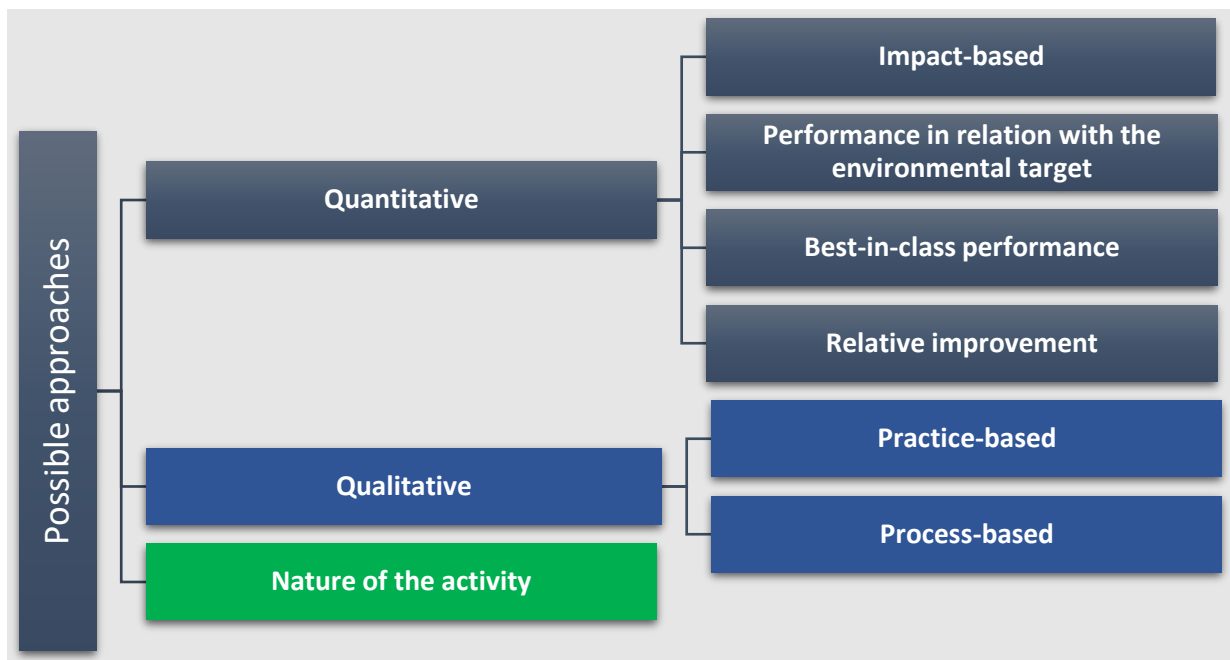 Possible approaches
Quantitative
Impact-based
Performance in relation with the
environmental target
Best-in-class performance
Relative improvement
Qualitative
Practice-based
Process-based
Nature of the activity